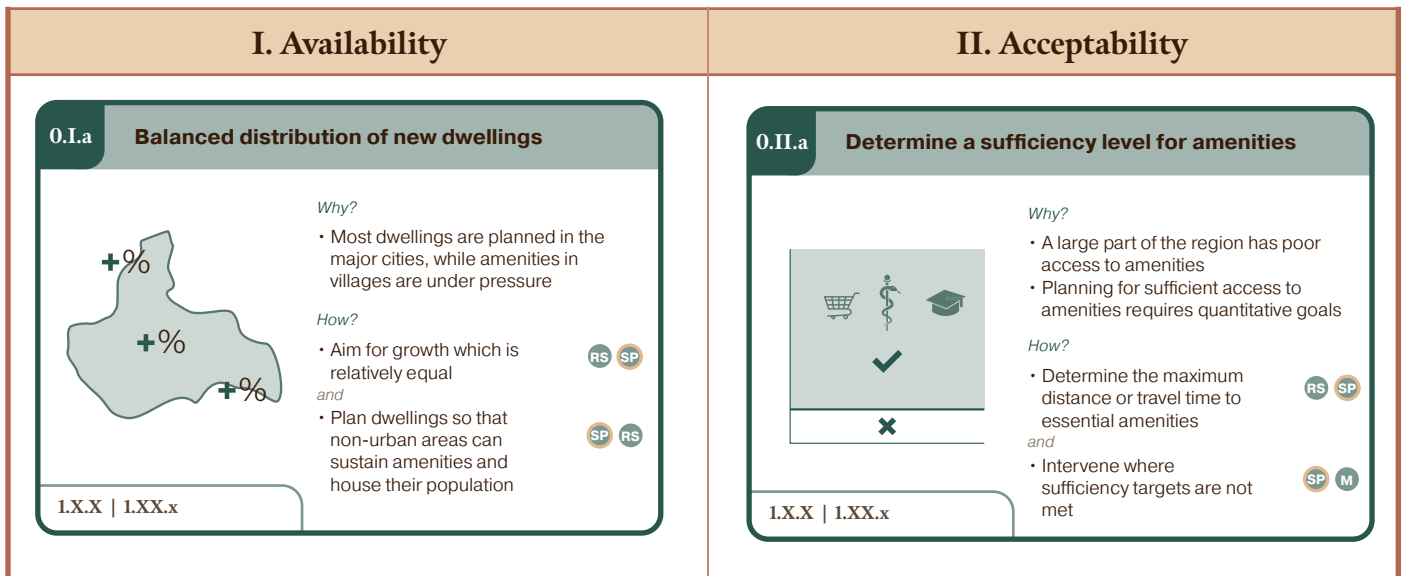 I. Availability
0.I.a
Balanced distribution of new dwellings
+%
+%
+%
Why?
• Most dwellings are planned in the
major cities, while amenities in
villages are under pressure
How?
• Aim for growth which is
relatively equal
RS SP
and
• Plan dwellings so that
non-urban areas can
sustain amenities and
house their population
SP RS
1.X.X | 1.XX.x
II. Acceptability
0.II.a
Determine a sufficiency level for amenities
Why?
• A large part of the region has poor
access to amenities
• Planning for sufficient access to
amenities requires quantitative goals
How?
• Determine the maximum
distance or travel time to
essential amenities
RS SP
and
• Intervene where
sufficiency targets are not
met
SP M
1.X.X | 1.XX.x